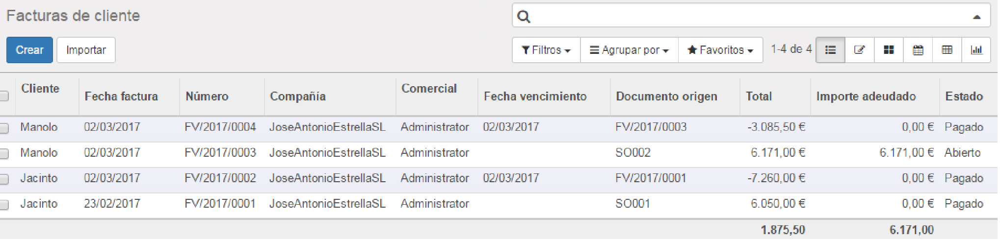 Facturas de cliente
Crear Importar Filtros Agrupar por Favoritos 1-4 de 4
Cliente Fecha factura Número Compañía Comercial Fecha vencimiento Documento origen Total Importe adeudado Estado
Manolo 02/03/2017 FV/2017/0004 JoseAntonioEstrellaSL Administrator 02/03/2017 FV/2017/0003 -3.085,50 € 0,00 € Pagado
Manolo 02/03/2017 FV/2017/0003 JoseAntonioEstrellaSL Administrator SO002 6.171,00 € 6.171,00 € Abierto
Jacinto 02/03/2017 FV/2017/0002 JoseAntonioEstrellaSL Administrator 02/03/2017 FV/2017/0001 -7.260,00 € 0,00 € Pagado
Jacinto 23/02/2017 FV/2017/0001 JoseAntonioEstrellaSL Administrator SO001 6.050,00 € 0,00 € Pagado
1.875,50 6.171,00